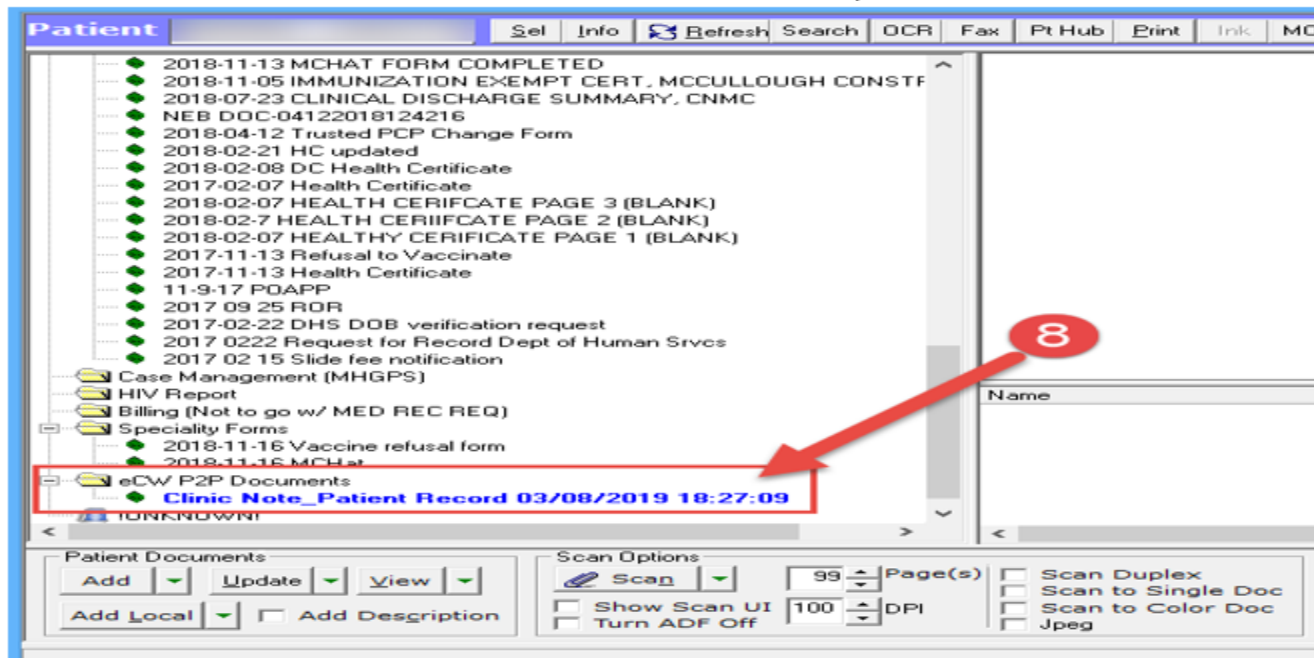 Patient Sel Info Refresh Search OCR Fax Pt Hub Print Ink
2018-11-13 MCHAT FORM COMPLETED
2018-11-05 IMMUNIZATION EXEMPT CERT, MCCULLOUGH CONSTR
2018-07-23 CLINICAL DISCHARGE SUMMARY, CNMC
NEB DOC-04122018124216
2018-04-12 Trusted PCP Change Form
2018-02-21 HC updated
2018-02-08 DC Health Certificate
2017-02-07 Health Certificate
2018-02-07 HEALTH CERIFCATE PAGE 3 (BLANK)
2018-02-7 HEALTH CERIIFCATE PAGE 2 (BLANK)
2018-02-07 HEALTHY CERIFICATE PAGE 1 (BLANK)
2017-11-13 Refusal to Vaccinate
2017-11-13 Health Certificate
11-9-17 POAPP
2017 09 25 ROR
2017-02-22 DHS DOB verification request
2017 0222 Request for Record Dept of Human Srvcs
2017 02 15 Slide fee notification
8
Case Management (MHGPS)
HIV Report
Billing (Not to go w/ MED REC REQ)
Speciality Forms
2018-11-16 Vaccine refusal form
2018-11-16 MCHat
eCW P2P Documents
Clinic Note_Patient Record 03/08/2019 18:27:09
!UNKNOWN!
Name
Patient Documents
Add Update View
Add Local Add Description
Scan Options
Scan 99 Page(s)
Show Scan UI 100 DPI
Turn ADF Off
Scan Duplex
Scan to Single Doc
Scan to Color Doc
Jpeg